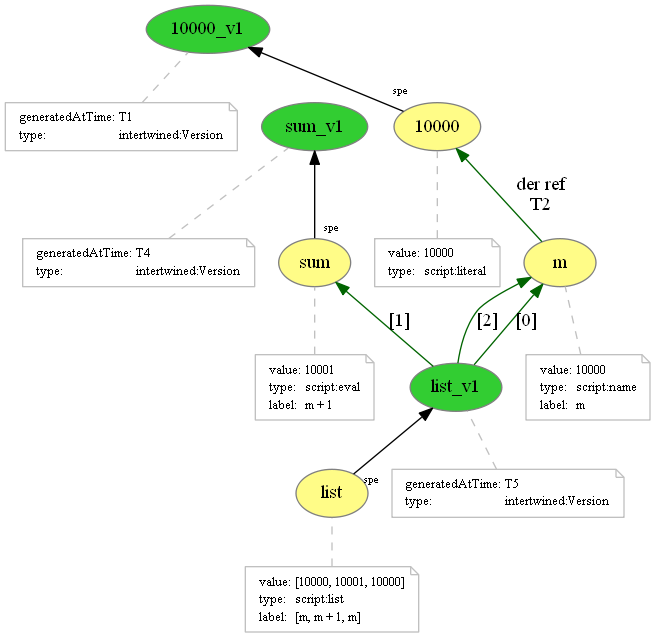 10000_v1
spe
generatedAtTime: T1
type: intertwined:Version
sum_v1
10000
der ref
T2
spe
generatedAtTime: T4
type: intertwined:Version
sum
value: 10000
type: script:literal
m
[1]
[2]
[0]
value: 10001
type: script:eval
label: m + 1
list_v1
value: 10000
type: script:name
label: m
spe
list
generatedAtTime: T5
type: intertwined:Version
value: [10000, 10001, 10000]
type: script:list
label: [m, m + 1, m]